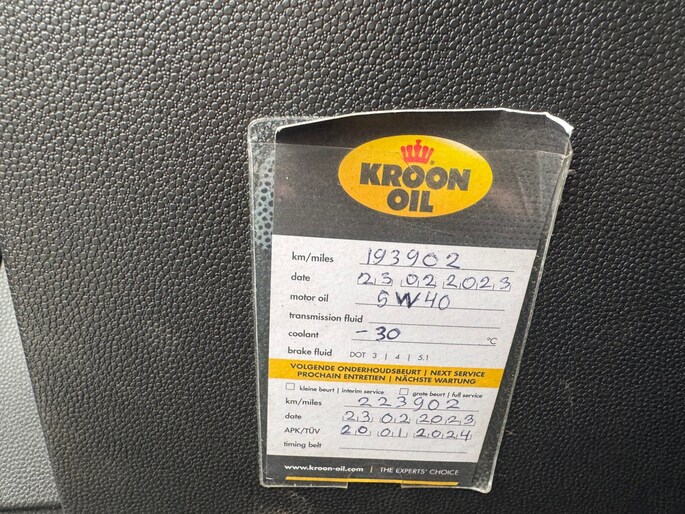 KROON
OIL
km/miles 193902
date 23 02 2023
motor oil 5W40
transmission fluid
coolant -30 °C
brake fluid DOT 3 | 4 | 5.1
VOLGENDE ONDERHOUDSBEURT | NEXT SERVICE
PROCHAIN ENTRETIEN | NÄCHSTE WARTUNG
kleine beurt | interim service grote beurt | full service
km/miles 223902
date 23 02 2023
APK/TÜV 20 01 2024
timing belt
www.kroon-oil.com | THE EXPERTS' CHOICE